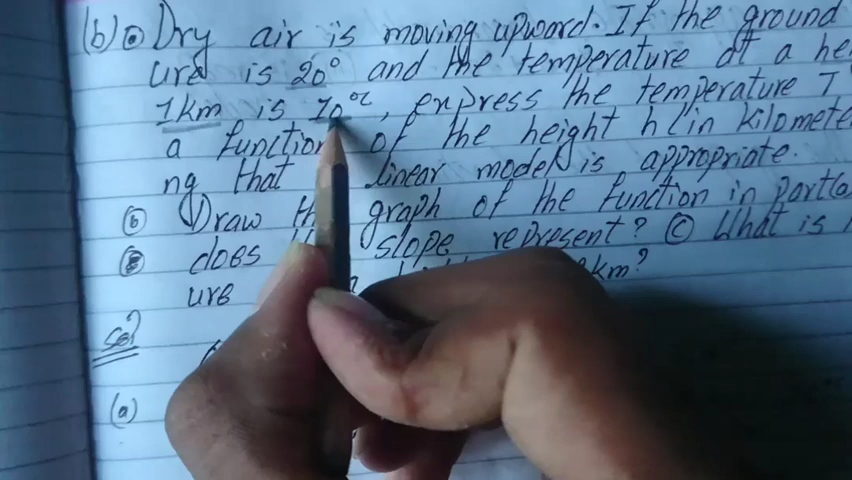 (b) (a) Dry air is moving upward. If the ground
ure is 20° and the temperature at a he
1km is 10°c, express the temperature T
a function of the height h (in kilomete
ng that linear model is appropriate.
(b) Draw the graph of the function in part (a
does slope represent? (c) What is
ure km?
Sol
(a)